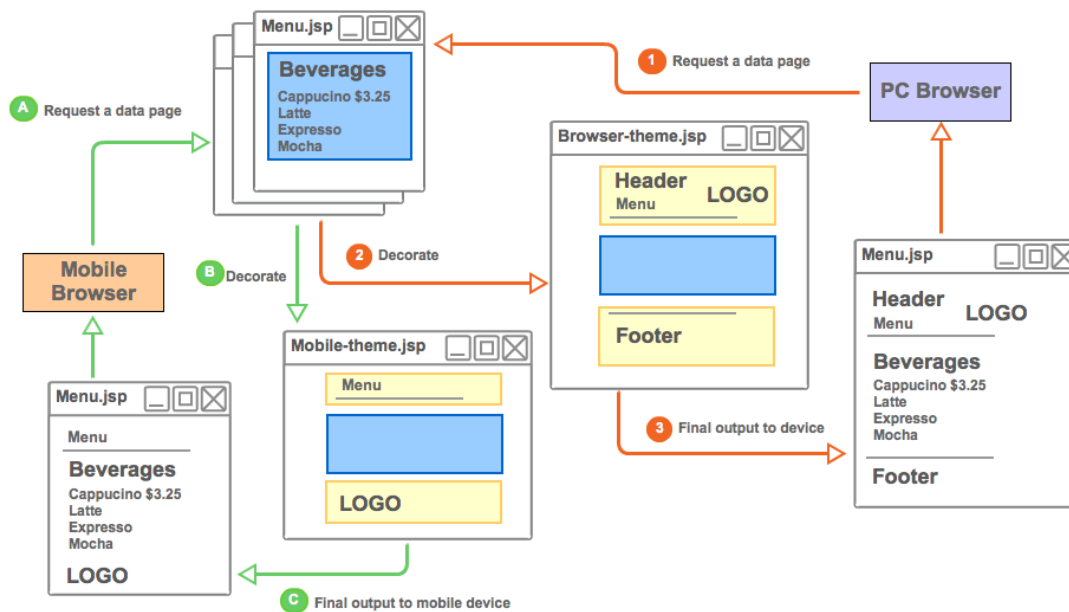 Menu.jsp
Beverages
Cappucino $3.25
Latte
Expresso
Mocha
1 Request a data page
PC Browser
A Request a data page
Browser-theme.jsp
Header
LOGO
Menu
Footer
2 Decorate
B Decorate
Mobile
Browser
Mobile-theme.jsp
Menu
LOGO
Menu.jsp
Header
LOGO
Menu
Beverages
Cappucino $3.25
Latte
Expresso
Mocha
Footer
3 Final output to device
Menu.jsp
Menu
Beverages
Cappucino $3.25
Latte
Expresso
Mocha
LOGO
C Final output to mobile device